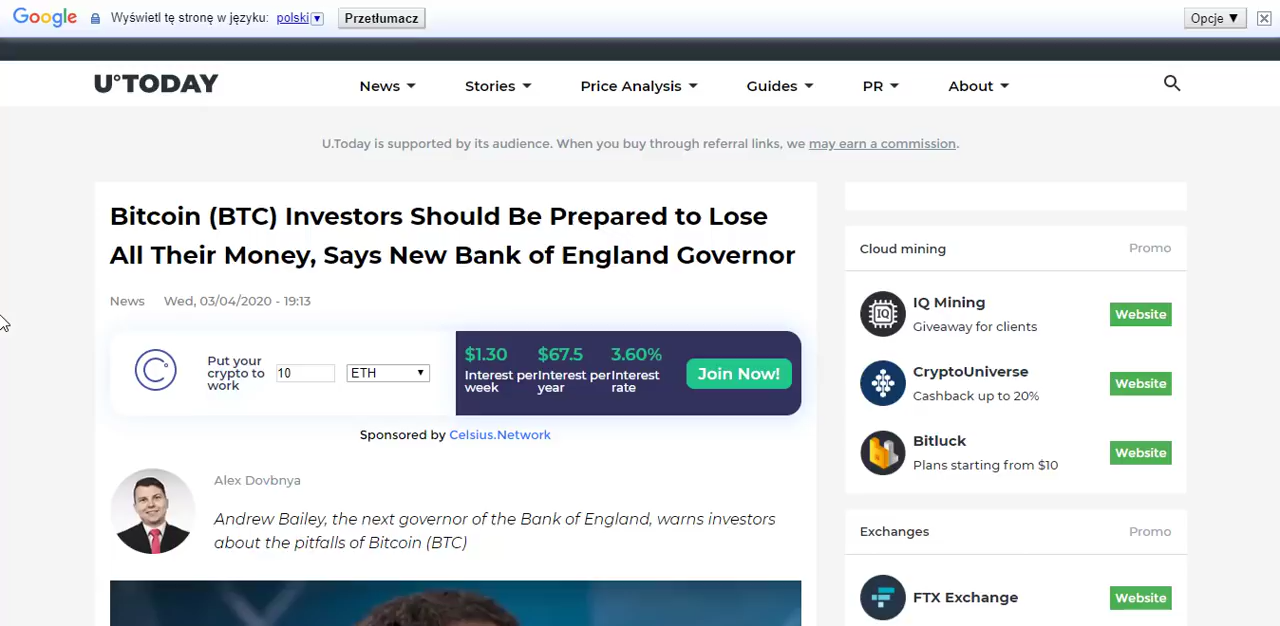 Google Wyświetl tę stronę w języku: polski Przetłumacz Opcje ▼
U°TODAY News Stories Price Analysis Guides PR About
U.Today is supported by its audience. When you buy through referral links, we may earn a commission.
Bitcoin (BTC) Investors Should Be Prepared to Lose
All Their Money, Says New Bank of England Governor
News Wed, 03/04/2020 - 19:13
Put your
crypto to
work
10 ETH
$1.30
Interest per
week
$67.5
Interest per
year
3.60%
Interest
rate
Join Now!
Sponsored by Celsius.Network
Alex Dovbnya
Andrew Bailey, the next governor of the Bank of England, warns investors
about the pitfalls of Bitcoin (BTC)
Cloud mining Promo
IQ
IQ Mining
Giveaway for clients
Website
CryptoUniverse
Cashback up to 20%
Website
Bitluck
Plans starting from $10
Website
Exchanges Promo
FTX Exchange
Website